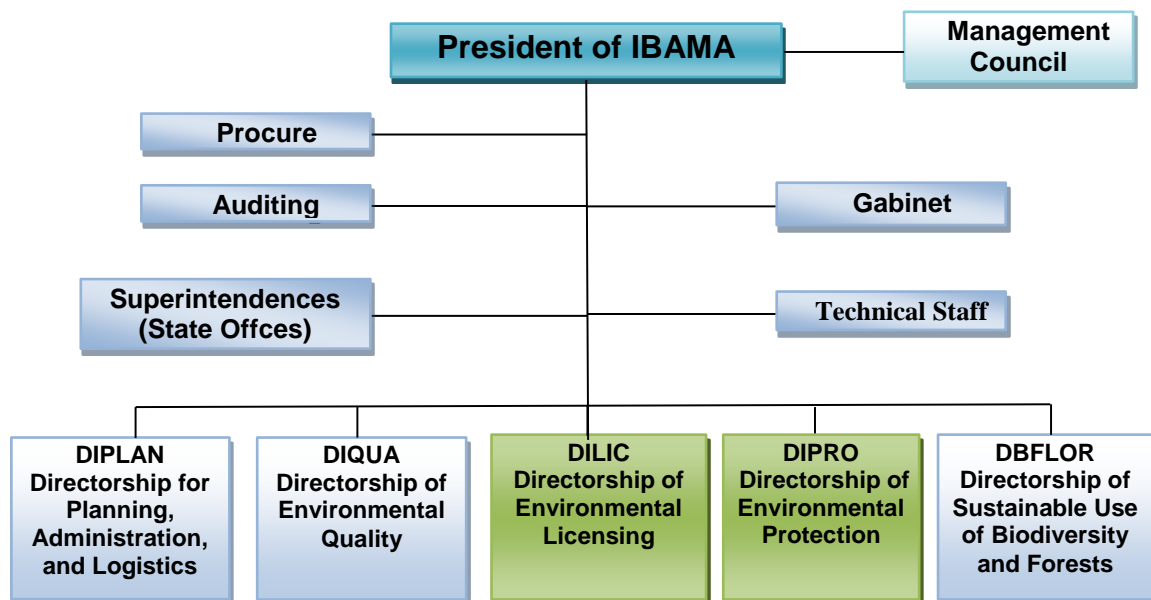 President of IBAMA
Management
Council
Procure
Auditing
Gabinet
Superintendences
(State Offces)
Technical Staff
DIPLAN
Directorship for
Planning,
Administration,
and Logistics
DIQUA
Directorship of
Environmental
Quality
DILIC
Directorship of
Environmental
Licensing
DIPRO
Directorship of
Environmental
Protection
DBFLOR
Directorship of
Sustainable Use
of Biodiversity
and Forests